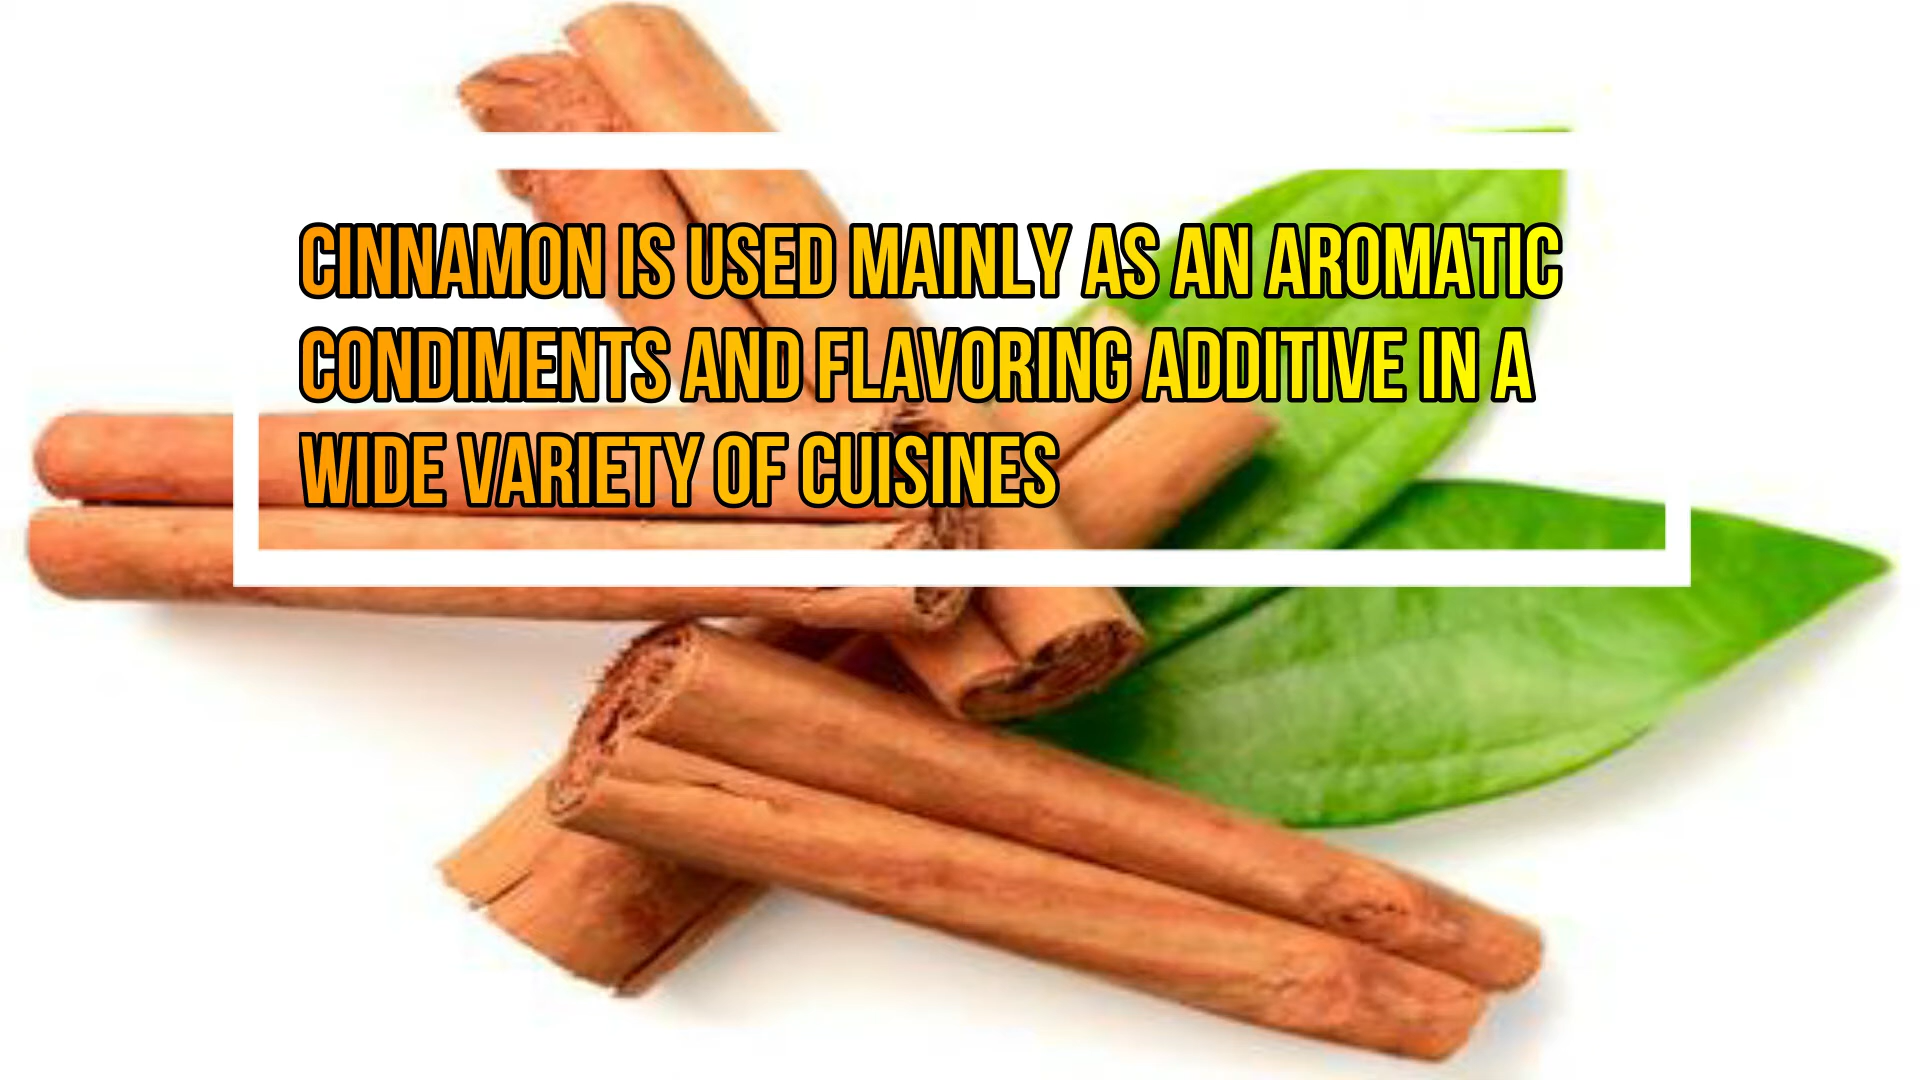 CINNAMON IS USED MAINLY AS AN AROMATIC
CONDIMENTS AND FLAVORING ADDITIVE IN A
WIDE VARIETY OF CUISINES